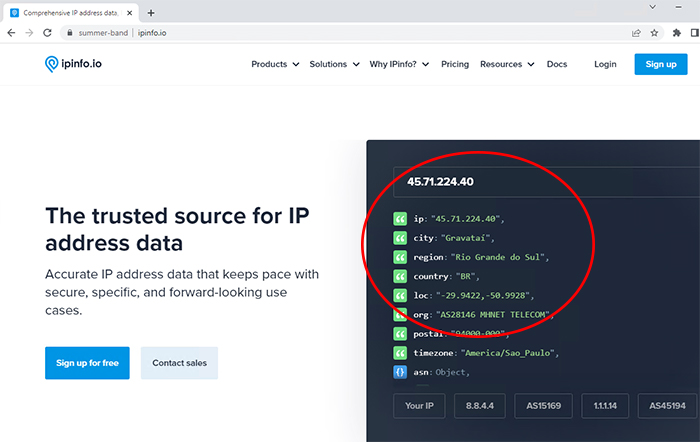 Comprehensive IP address data,
summer-band | ipinfo.io
ipinfo.io
Products Solutions Why IPinfo? Pricing Resources Docs Login Sign up
45.71.224.40
The trusted source for IP
address data
Accurate IP address data that keeps pace with
secure, specific, and forward-looking use
cases.
Sign up for free Contact sales
ip: "45.71.224.40",
city: "Gravataí",
region: "Rio Grande do Sul",
country: "BR",
loc: "-29.9422,-50.9928",
org: "AS28146 MHNET TELECOM",
postal: "94000-000",
timezone: "America/Sao_Paulo",
{} asn: Object,
Your IP 8.8.4.4 AS15169 1.1.1.14 AS45194